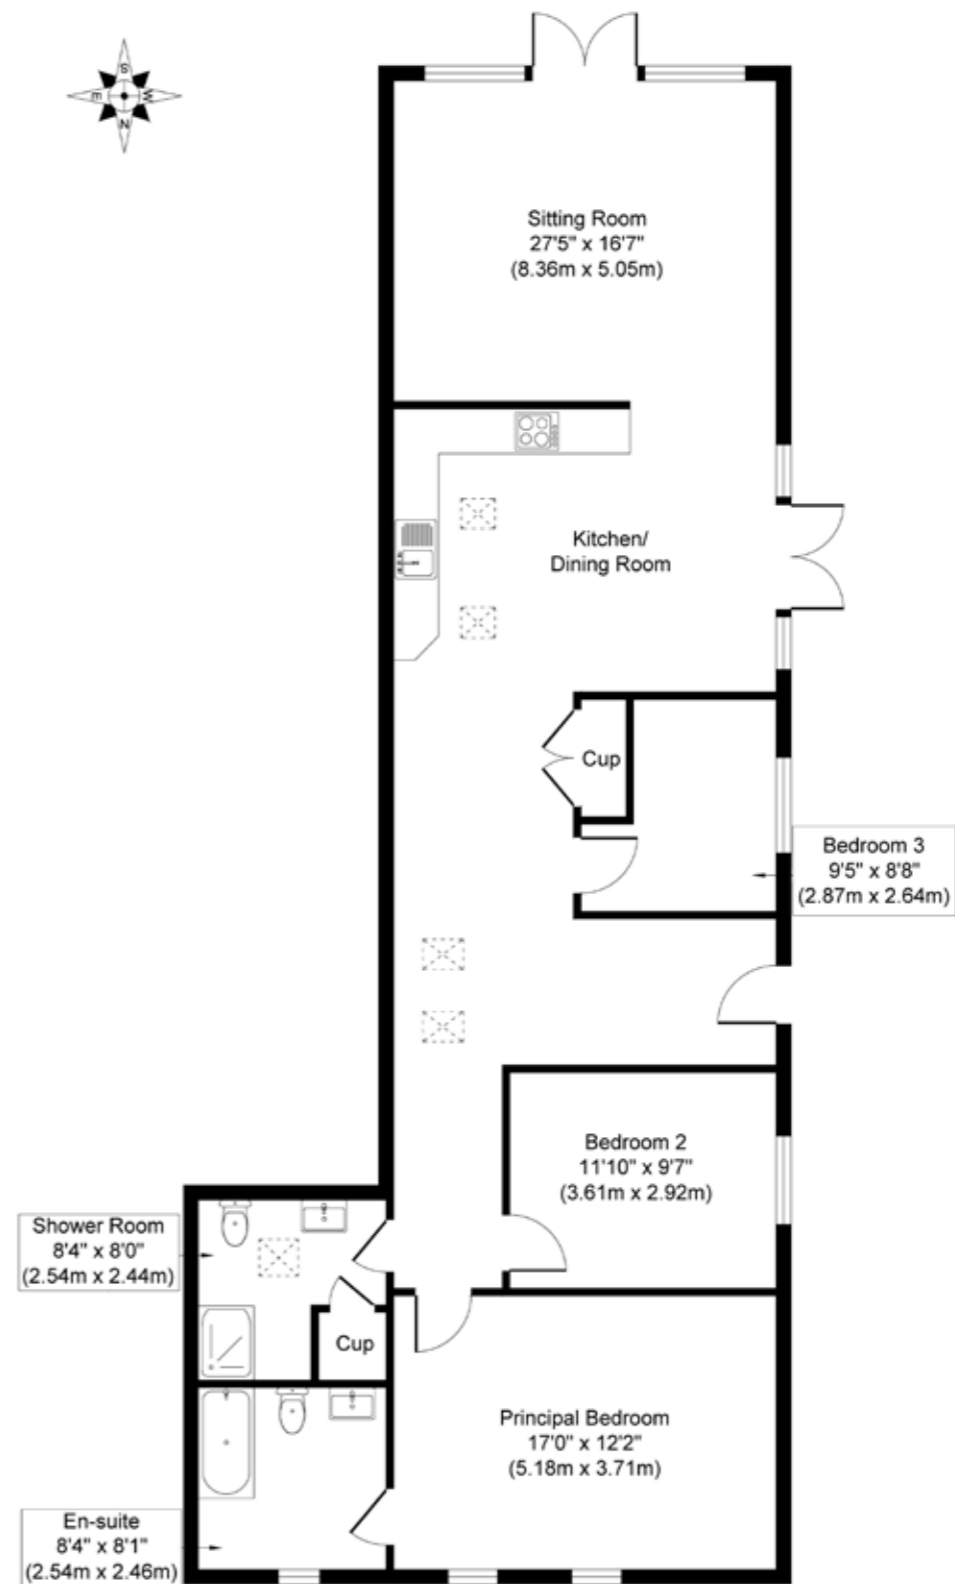 S
E W
N
Sitting Room
27'5" x 16'7"
(8.36m x 5.05m)
Kitchen/
Dining Room
Cup
Bedroom 3
9'5" x 8'8"
(2.87m x 2.64m)
Bedroom 2
11'10" x 9'7"
(3.61m x 2.92m)
Shower Room
8'4" x 8'0"
(2.54m x 2.44m)
Cup
Principal Bedroom
17'0" x 12'2"
(5.18m x 3.71m)
En-suite
8'4" x 8'1"
(2.54m x 2.46m)